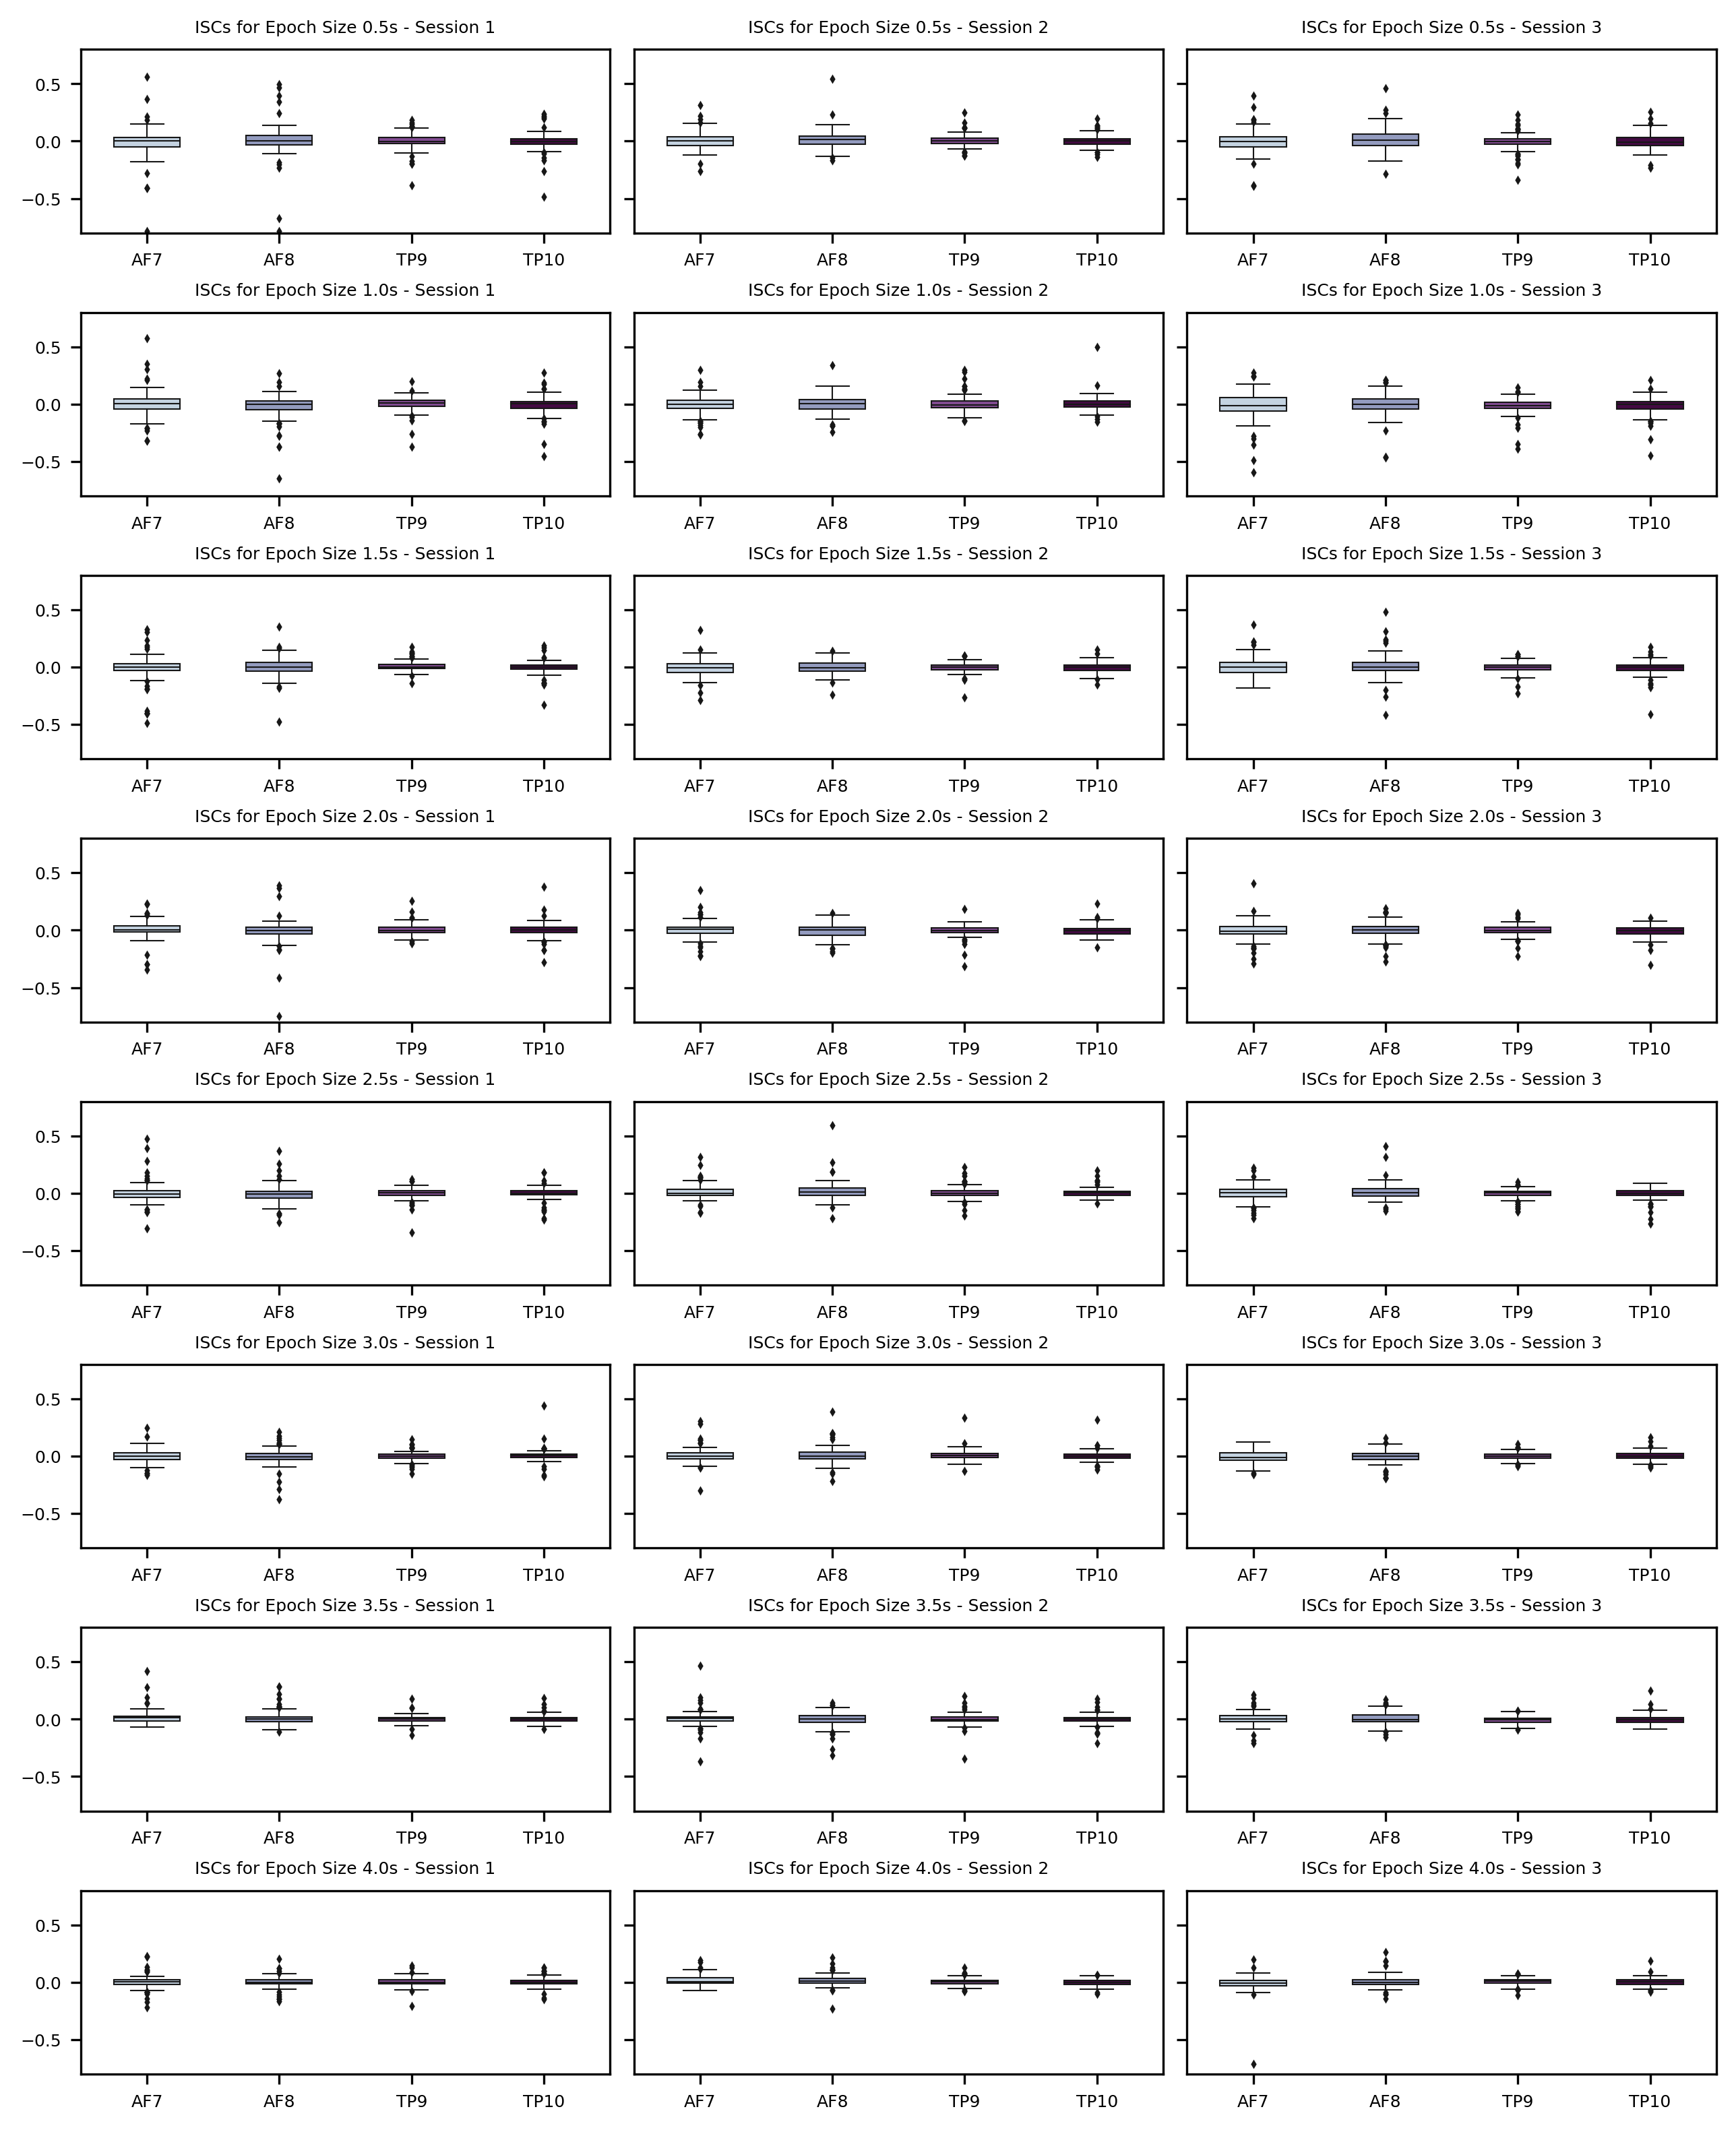 ISCs for Epoch Size 0.5s - Session 1 ISCs for Epoch Size 0.5s - Session 2 ISCs for Epoch Size 0.5s - Session 3
0.5
0.0
−0.5
AF7 AF8 TP9 TP10 AF7 AF8 TP9 TP10 AF7 AF8 TP9 TP10
ISCs for Epoch Size 1.0s - Session 1 ISCs for Epoch Size 1.0s - Session 2 ISCs for Epoch Size 1.0s - Session 3
0.5
0.0
−0.5
AF7 AF8 TP9 TP10 AF7 AF8 TP9 TP10 AF7 AF8 TP9 TP10
ISCs for Epoch Size 1.5s - Session 1 ISCs for Epoch Size 1.5s - Session 2 ISCs for Epoch Size 1.5s - Session 3
0.5
0.0
−0.5
AF7 AF8 TP9 TP10 AF7 AF8 TP9 TP10 AF7 AF8 TP9 TP10
ISCs for Epoch Size 2.0s - Session 1 ISCs for Epoch Size 2.0s - Session 2 ISCs for Epoch Size 2.0s - Session 3
0.5
0.0
−0.5
AF7 AF8 TP9 TP10 AF7 AF8 TP9 TP10 AF7 AF8 TP9 TP10
ISCs for Epoch Size 2.5s - Session 1 ISCs for Epoch Size 2.5s - Session 2 ISCs for Epoch Size 2.5s - Session 3
0.5
0.0
−0.5
AF7 AF8 TP9 TP10 AF7 AF8 TP9 TP10 AF7 AF8 TP9 TP10
ISCs for Epoch Size 3.0s - Session 1 ISCs for Epoch Size 3.0s - Session 2 ISCs for Epoch Size 3.0s - Session 3
0.5
0.0
−0.5
AF7 AF8 TP9 TP10 AF7 AF8 TP9 TP10 AF7 AF8 TP9 TP10
ISCs for Epoch Size 3.5s - Session 1 ISCs for Epoch Size 3.5s - Session 2 ISCs for Epoch Size 3.5s - Session 3
0.5
0.0
−0.5
AF7 AF8 TP9 TP10 AF7 AF8 TP9 TP10 AF7 AF8 TP9 TP10
ISCs for Epoch Size 4.0s - Session 1 ISCs for Epoch Size 4.0s - Session 2 ISCs for Epoch Size 4.0s - Session 3
0.5
0.0
−0.5
AF7 AF8 TP9 TP10 AF7 AF8 TP9 TP10 AF7 AF8 TP9 TP10